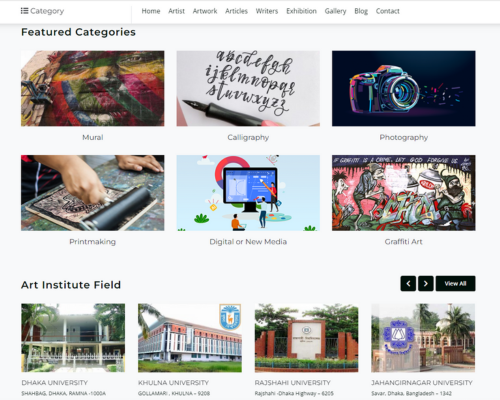 Category Home Artist Artwork Articles Writers Exhibition Gallery Blog Contact
Featured Categories
abcdefgh
ijklmnopqr
stuvwxyz
Mural Calligraphy Photography
IF GRAFFITI IS A CRIME, LET GOD FORGIVE US
Printmaking Digital or New Media Graffiti Art
Art Institute Field View All
DHAKA UNIVERSITY KHULNA UNIVERSITY RAJSHAHI UNIVERSITY JAHANGIRNAGAR UNIVERSITY
SHAHBAG, DHAKA, RAMNA -1000A GOLLAMARI , KHULNA – 9208 Rajshahi -Dhaka Highway – 6205 Savar, Dhaka, Bangladesh – 1342